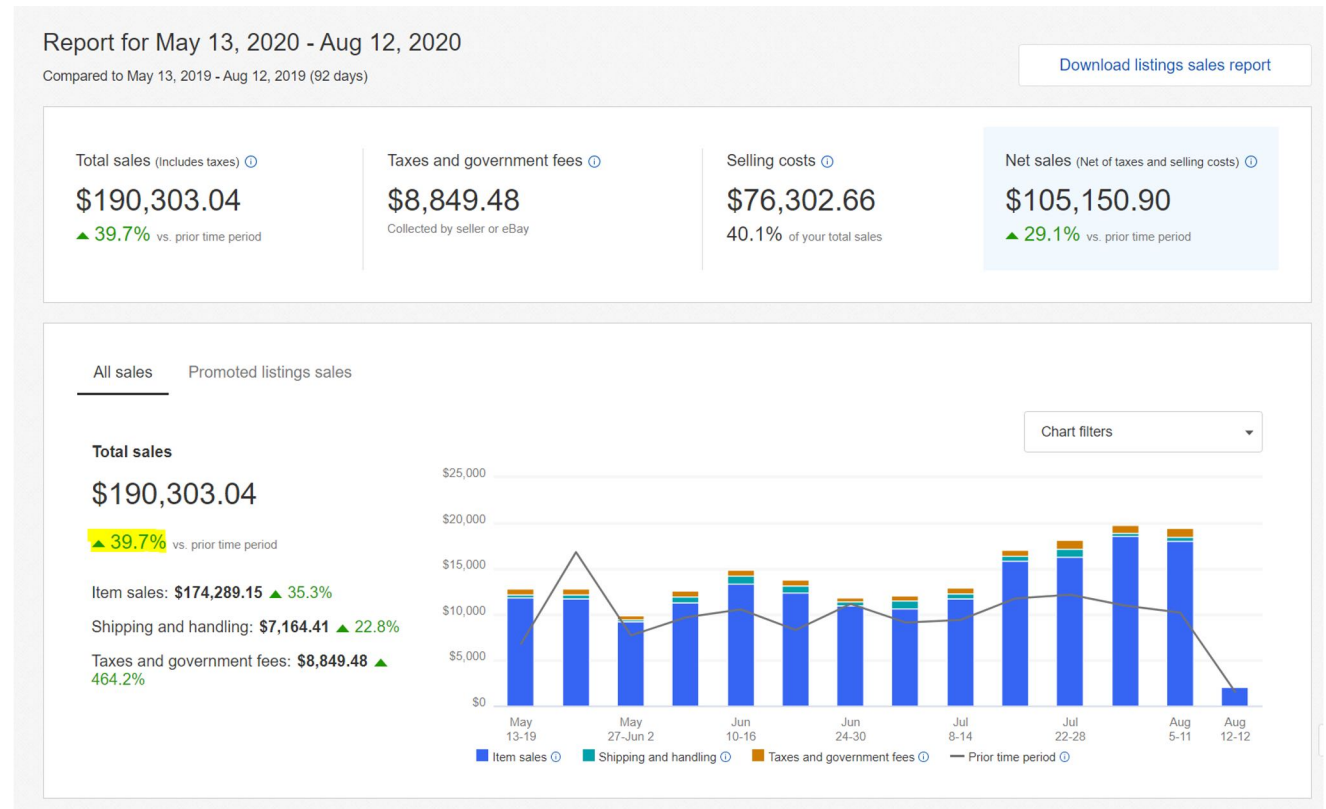 Report for May 13, 2020 - Aug 12, 2020
Compared to May 13, 2019 - Aug 12, 2019 (92 days)
Download listings sales report
Total sales (Includes taxes)
$190,303.04
39.7% vs. prior time period
Taxes and government fees
$8,849.48
Collected by seller or eBay
Selling costs
$76,302.66
40.1% of your total sales
Net sales (Net of taxes and selling costs)
$105,150.90
29.1% vs. prior time period
All sales
Promoted listings sales
Chart filters
Total sales
$190,303.04
39.7% vs. prior time period
Item sales: $174,289.15 ▲ 35.3%
Shipping and handling: $7,164.41 ▲ 22.8%
Taxes and government fees: $8,849.48 ▲
464.2%
$25,000
$20,000
$15,000
$10,000
$5,000
$0
May
13-19
May
27-Jun 2
Jun
10-16
Jun
24-30
Jul
8-14
Jul
22-28
Aug
5-11
Aug
12-12
Item sales
Shipping and handling
Taxes and government fees
Prior time period